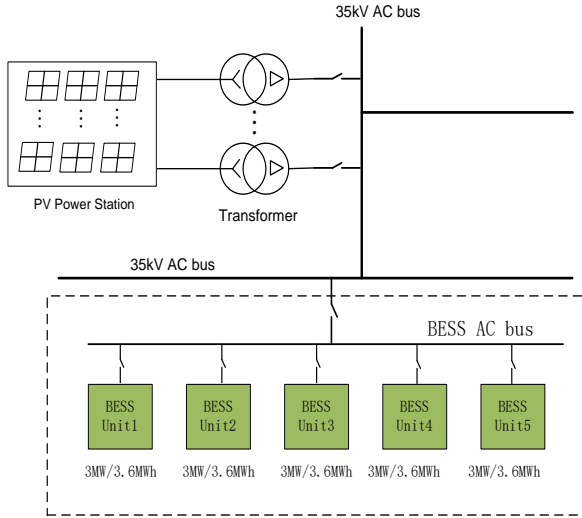 35kV AC bus
PV Power Station
Transformer
35kV AC bus
BESS AC bus
BESS
Unit1
BESS
Unit2
BESS
Unit3
BESS
Unit4
BESS
Unit5
3MW/3.6MWh
3MW/3.6MWh
3MW/3.6MWh
3MW/3.6MWh
3MW/3.6MWh